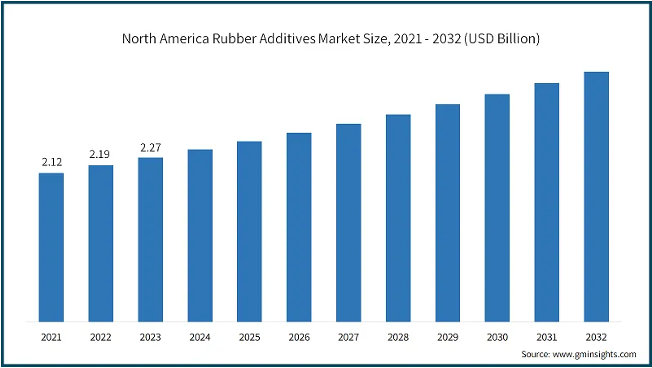 North America Rubber Additives Market Size, 2021 - 2032 (USD Billion)
2.12 2.19 2.27
2021 2022 2023 2024 2025 2026 2027 2028 2029 2030 2031 2032
Source: www.gminsights.com